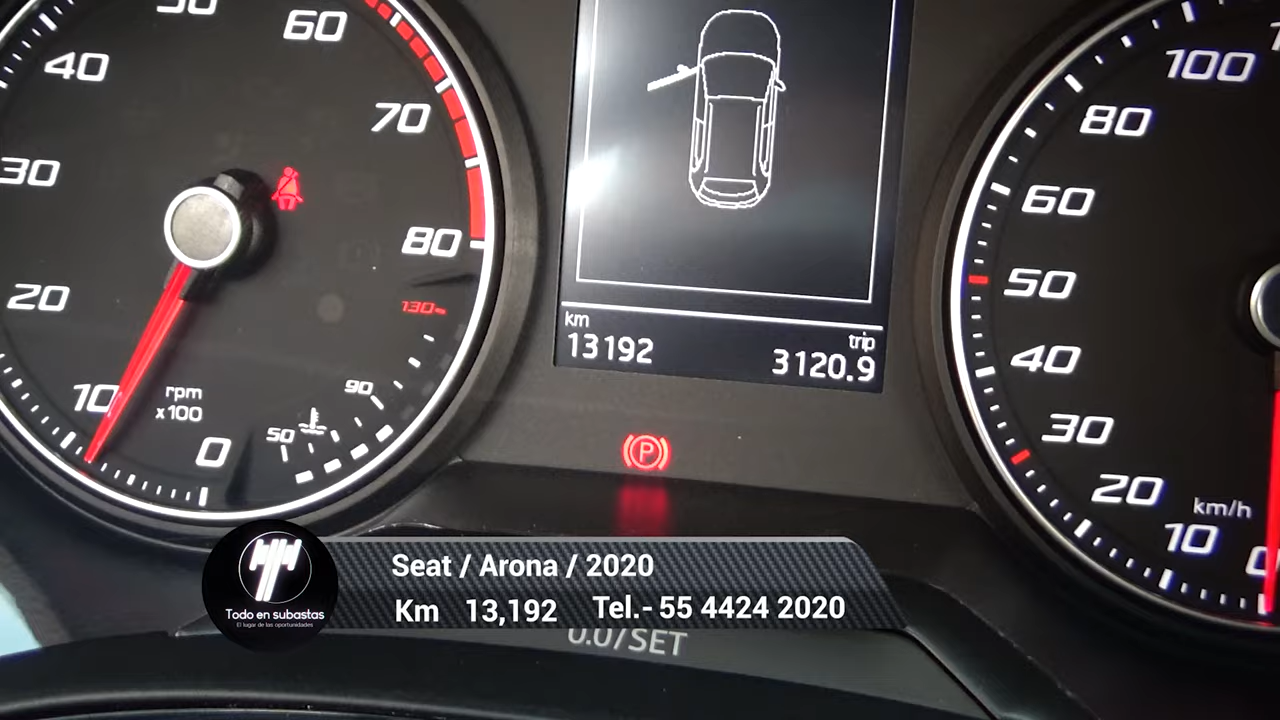 50
60
40
70
30
80
20
130
10
rpm
x100
90
50
0
km
13192
trip
3120.9
P
100
80
60
50
40
30
20
km/h
10
0
Seat / Arona / 2020
Km 13,192 Tel.- 55 4424 2020
Todo en subastas
El lugar de las oportunidades
0.0/SET